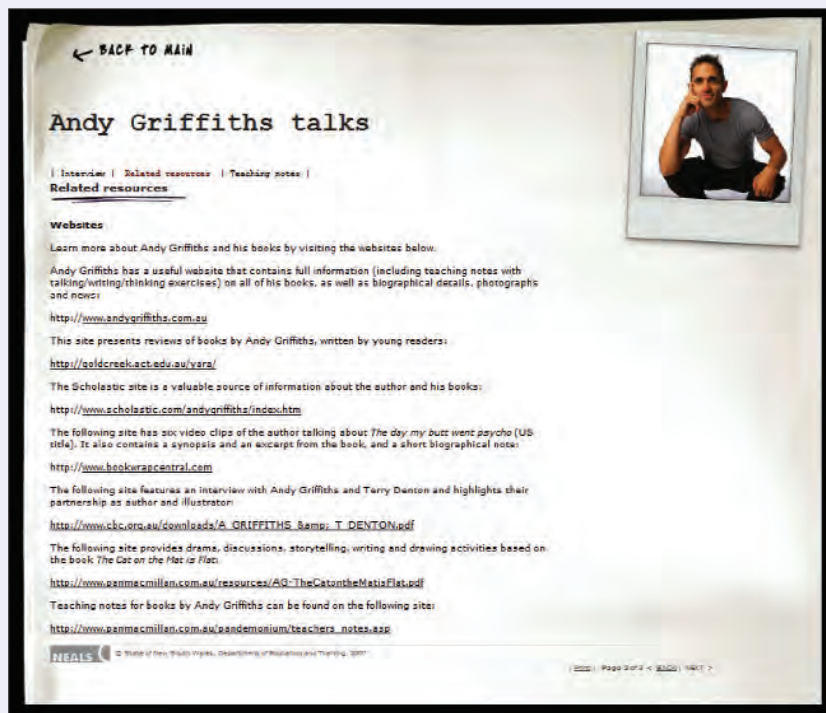 BACK TO MAIN
Andy Griffiths talks
| Interview | Related resources | Teaching notes |
Related resources
Websites
Learn more about Andy Griffiths and his books by visiting the websites below.
Andy Griffiths has a useful website that contains full information (including teaching notes with
talking/writing/thinking exercises) on all of his books, as well as biographical details, photographs
and news:
http://www.andygriffiths.com.au
This site presents reviews of books by Andy Griffiths, written by young readers:
http://goldcreek.act.edu.au/yara/
The Scholastic site is a valuable source of information about the author and his books:
http://www.scholastic.com/andygriffiths/index.htm
The following site has six video clips of the author talking about The day my butt went psycho (US
title). It also contains a synopsis and an excerpt from the book, and a short biographical note:
http://www.bookwrapcentral.com
The following site features an interview with Andy Griffiths and Terry Denton and highlights their
partnership as author and illustrator:
http://www.cbc.org.au/downloads/A_GRIFFITHS_&amp;_T_DENTON.pdf
The following site provides drama, discussions, storytelling, writing and drawing activities based on
the book The Cat on the Mat is Flat:
http://www.panmacmillan.com.au/resources/AG-TheCatontheMatisFlat.pdf
Teaching notes for books by Andy Griffiths can be found on the following site:
http://www.panmacmillan.com.au/pandemonium/teachers_notes.asp
NEALS © State of New South Wales, Department of Education and Training, 2007
| Print | Page 3 of 3 < BACK | NEXT >